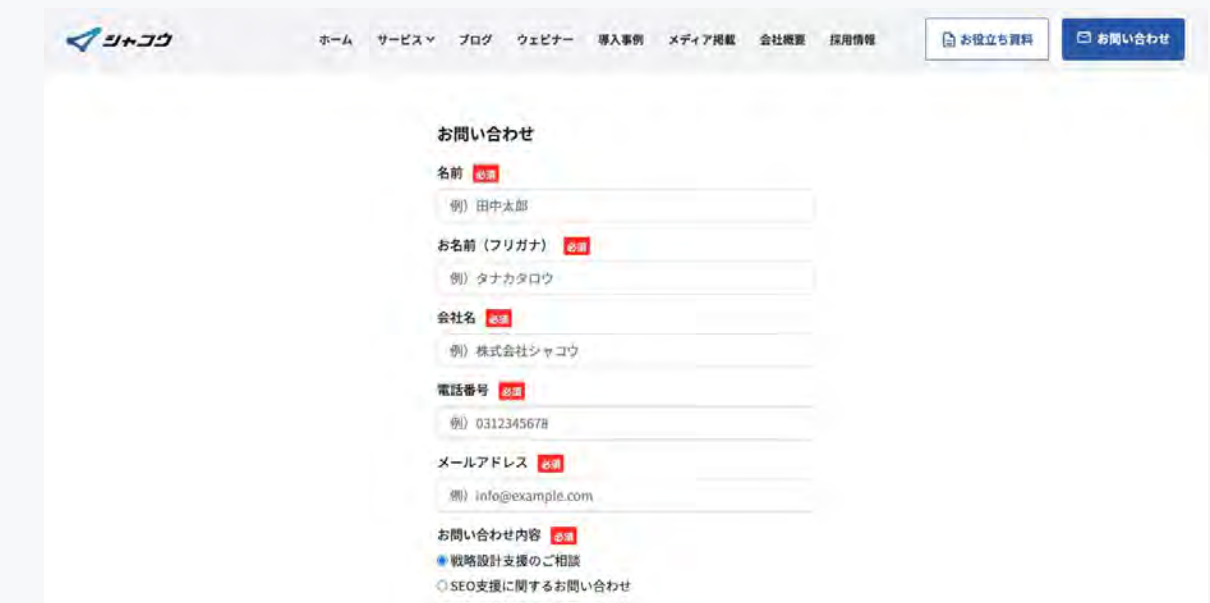 シャコウ
ホーム サービス ブログ ウェビナー 導入事例 メディア掲載 会社概要 採用情報 お役立ち資料 お問い合わせ
お問い合わせ
名前 必須
例）田中太郎
お名前（フリガナ） 必須
例）タナカタロウ
会社名 必須
例）株式会社シャコウ
電話番号 必須
例）0312345678
メールアドレス 必須
例）info@example.com
お問い合わせ内容 必須
戦略設計支援のご相談
SEO支援に関するお問い合わせ